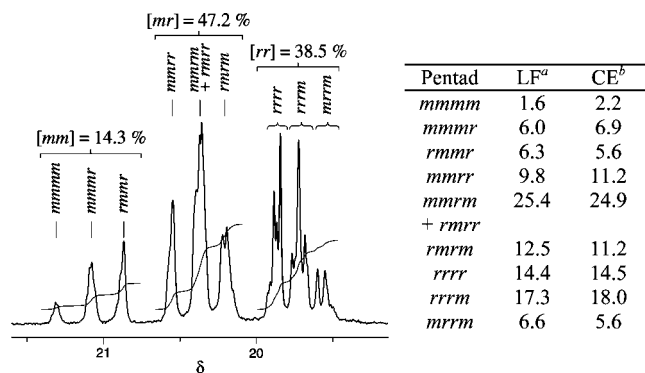 [mr] = 47.2 %
[rr] = 38.5 %
[mm] = 14.3 %
mmmm
mmmr
rmmr
mmrr
mmrm
+ rmrr
rmrm
rrrr
rrrm
mrrm
21
20
δ
Pentad LFᵃ CEᵇ
mmmm 1.6 2.2
mmmr 6.0 6.9
rmmr 6.3 5.6
mmrr 9.8 11.2
mmrm 25.4 24.9
+ rmrr
rmrm 12.5 11.2
rrrr 14.4 14.5
rrrm 17.3 18.0
mrrm 6.6 5.6